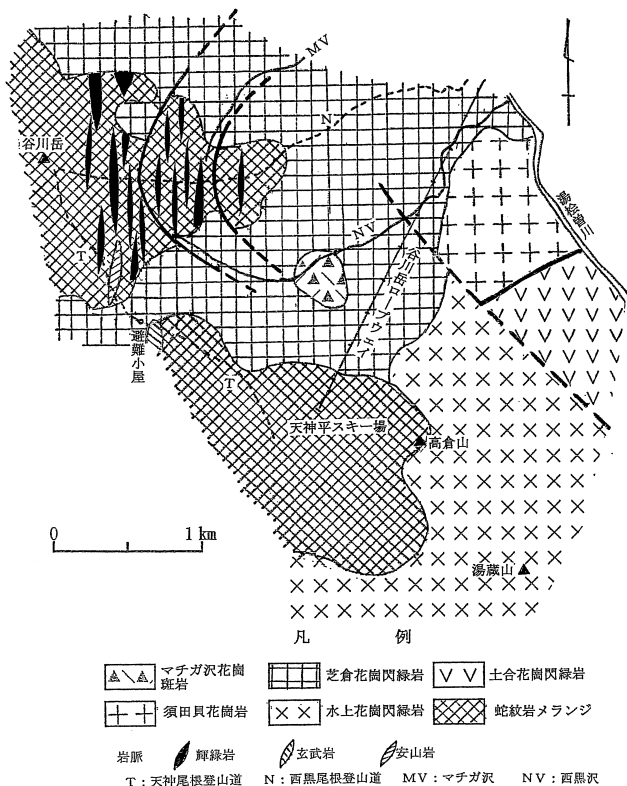 MV
N
谷川岳
T
NV
湯桧曽川
谷川岳ロープウェイ
避難小屋
T
天神平スキー場
高倉山
湯蔵山
0 1㎞
凡 例
マチガ沢花崗斑岩
芝倉花崗閃緑岩
土合花崗閃緑岩
須田貝花崗岩
水上花崗閃緑岩
蛇紋岩メランジ
岩脈 輝緑岩 玄武岩 安山岩
T：天神尾根登山道 N：西黒尾根登山道 MV：マチガ沢 NV：西黒沢